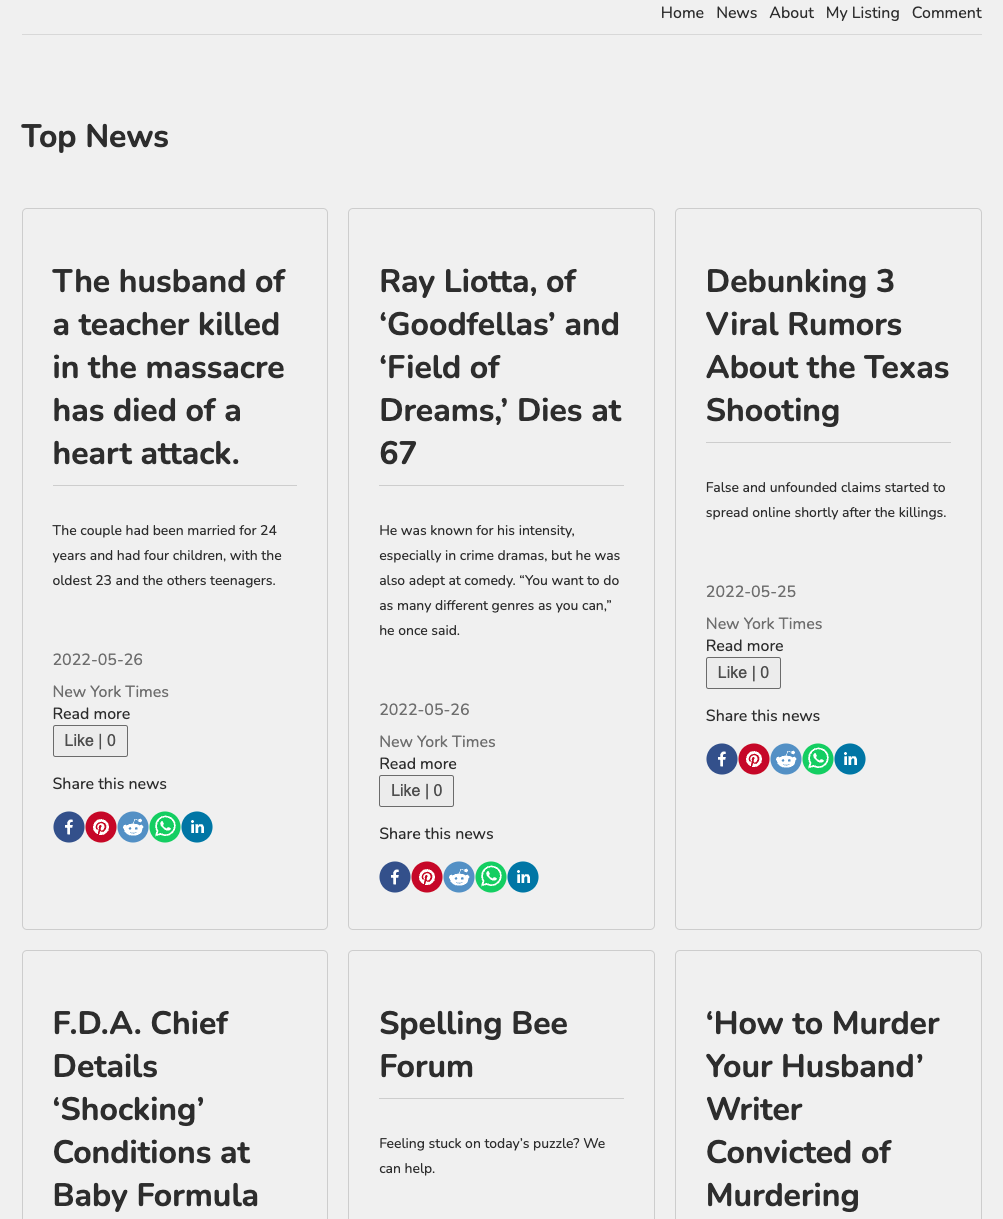 Home News About My Listing Comment
Top News
The husband of
a teacher killed
in the massacre
has died of a
heart attack.
The couple had been married for 24
years and had four children, with the
oldest 23 and the others teenagers.
2022-05-26
New York Times
Read more
Like | 0
Share this news
Ray Liotta, of
‘Goodfellas’ and
‘Field of
Dreams,’ Dies at
67
He was known for his intensity,
especially in crime dramas, but he was
also adept at comedy. “You want to do
as many different genres as you can,”
he once said.
2022-05-26
New York Times
Read more
Like | 0
Share this news
Debunking 3
Viral Rumors
About the Texas
Shooting
False and unfounded claims started to
spread online shortly after the killings.
2022-05-25
New York Times
Read more
Like | 0
Share this news
F.D.A. Chief
Details
‘Shocking’
Conditions at
Baby Formula
Spelling Bee
Forum
Feeling stuck on today’s puzzle? We
can help.
‘How to Murder
Your Husband’
Writer
Convicted of
Murdering